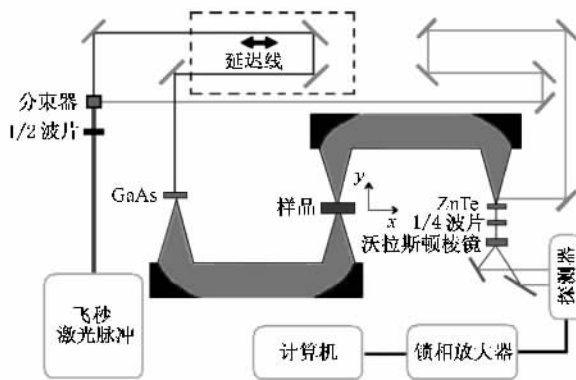 延迟线
分束器
1/2 波片
GaAs
样品
y
x
ZnTe
1/4 波片
沃拉斯顿棱镜
探测器
飞秒
激光脉冲
计算机
锁相放大器